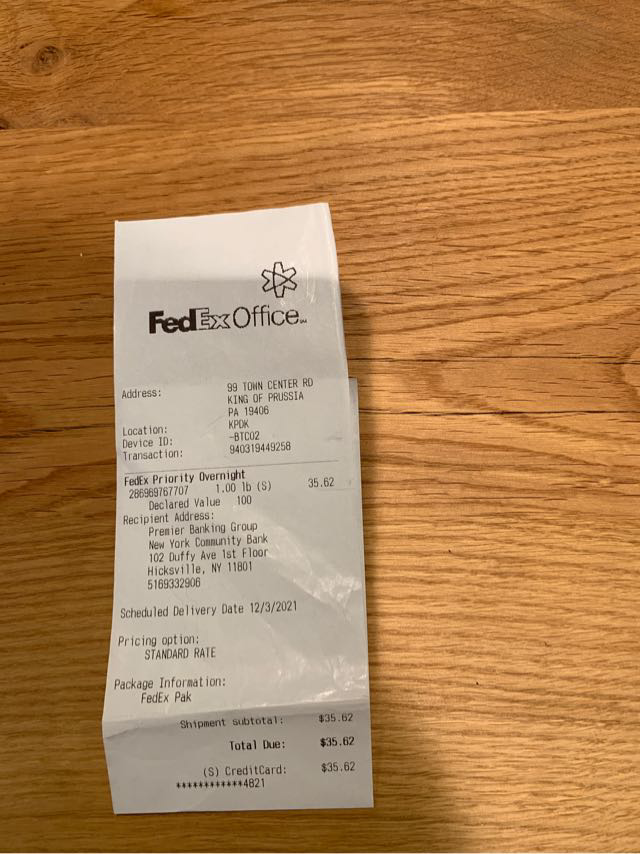 FedEx Office
Address: 99 TOWN CENTER RD
KING OF PRUSSIA
PA 19406
Location: KPDK
Device ID: -BTC02
Transaction: 940319449258
FedEx Priority Overnight
286969767707 1.00 lb (S) 35.62
Declared Value 100
Recipient Address:
Premier Banking Group
New York Community Bank
102 Duffy Ave 1st Floor
Hicksville, NY 11801
5169332906
Scheduled Delivery Date 12/3/2021
Pricing option:
STANDARD RATE
Package Information:
FedEx Pak
Shipment subtotal: $35.62
Total Due: $35.62
(S) CreditCard: $35.62
************4821